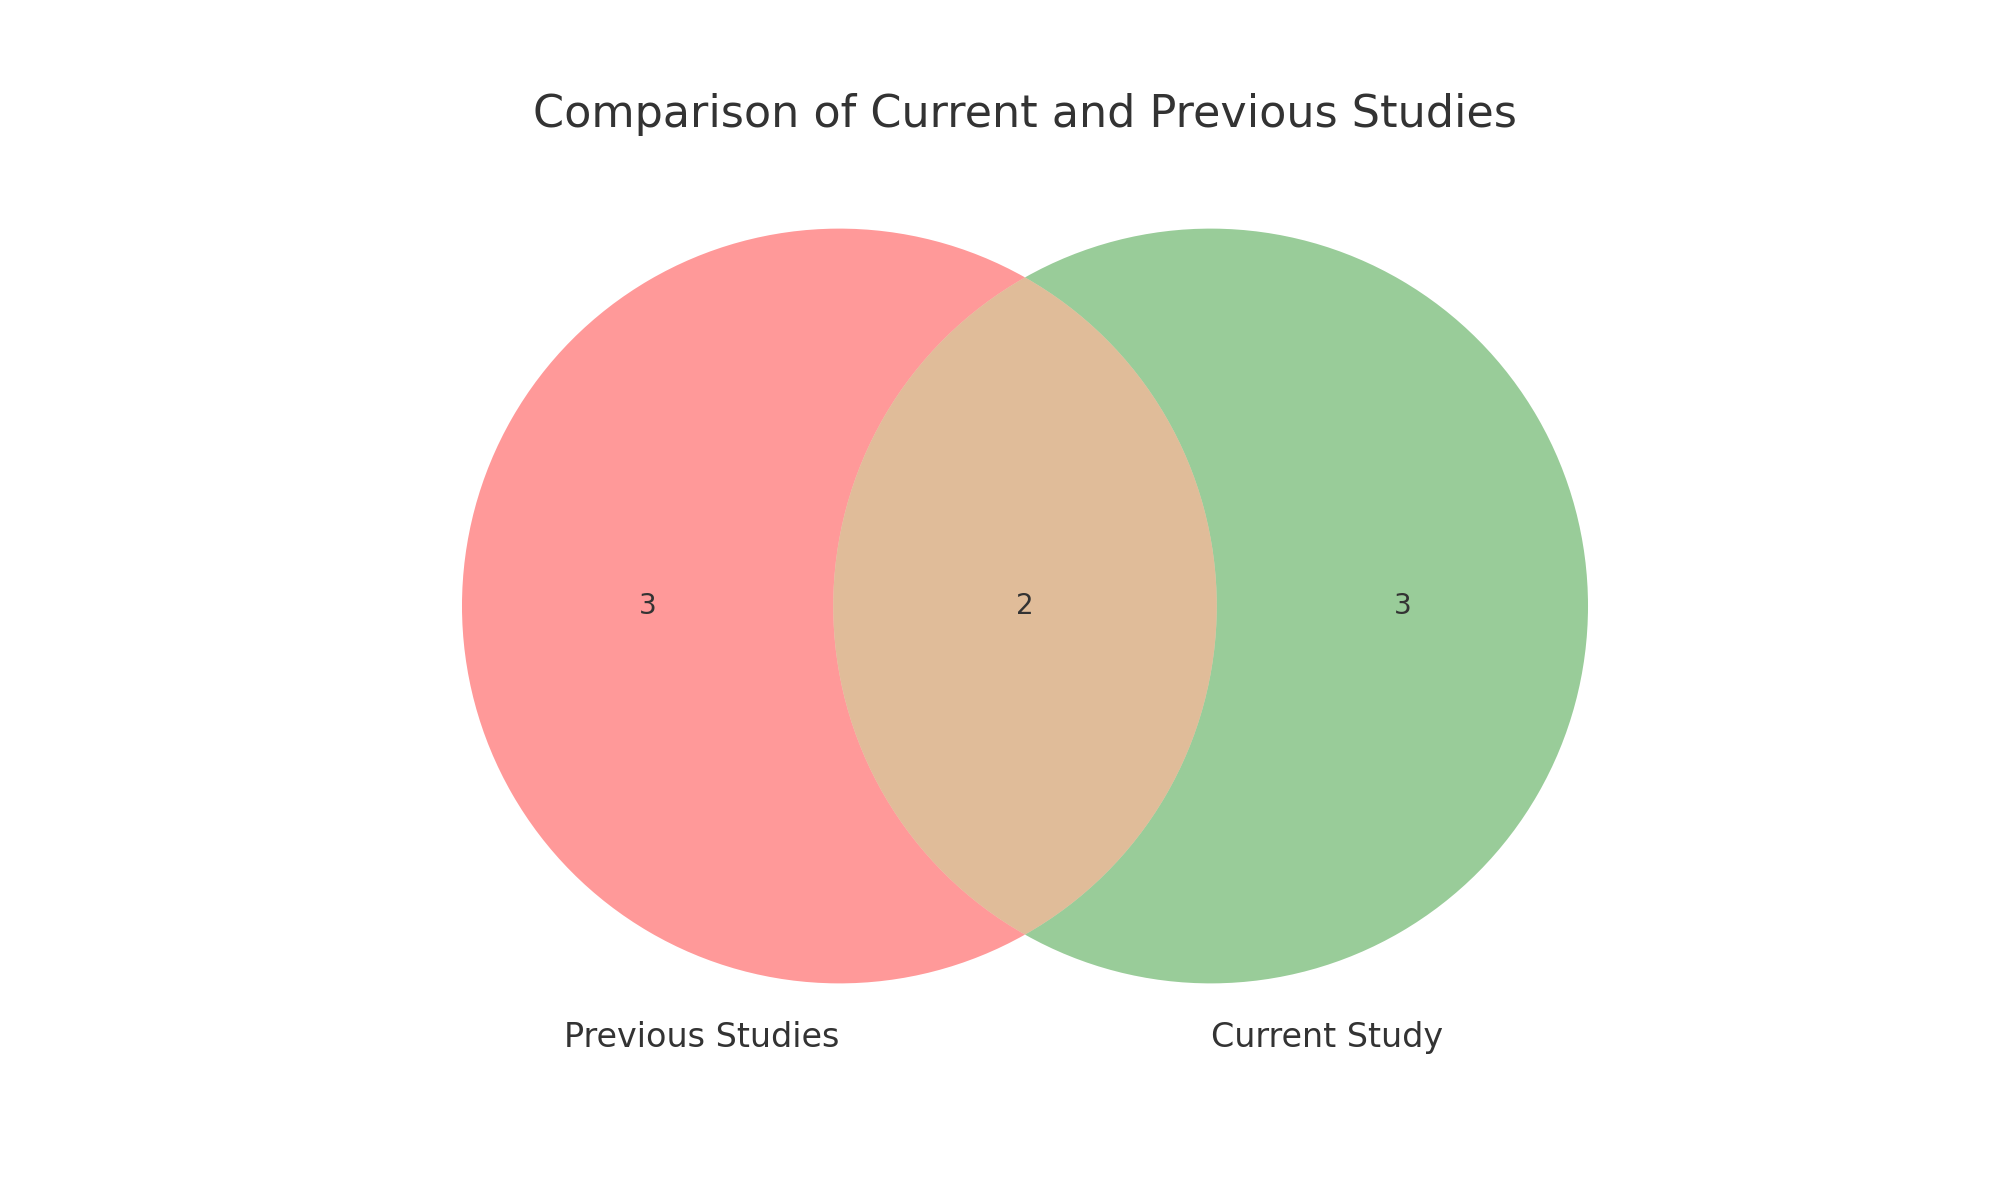 Comparison of Current and Previous Studies
3
2
3
Previous Studies
Current Study